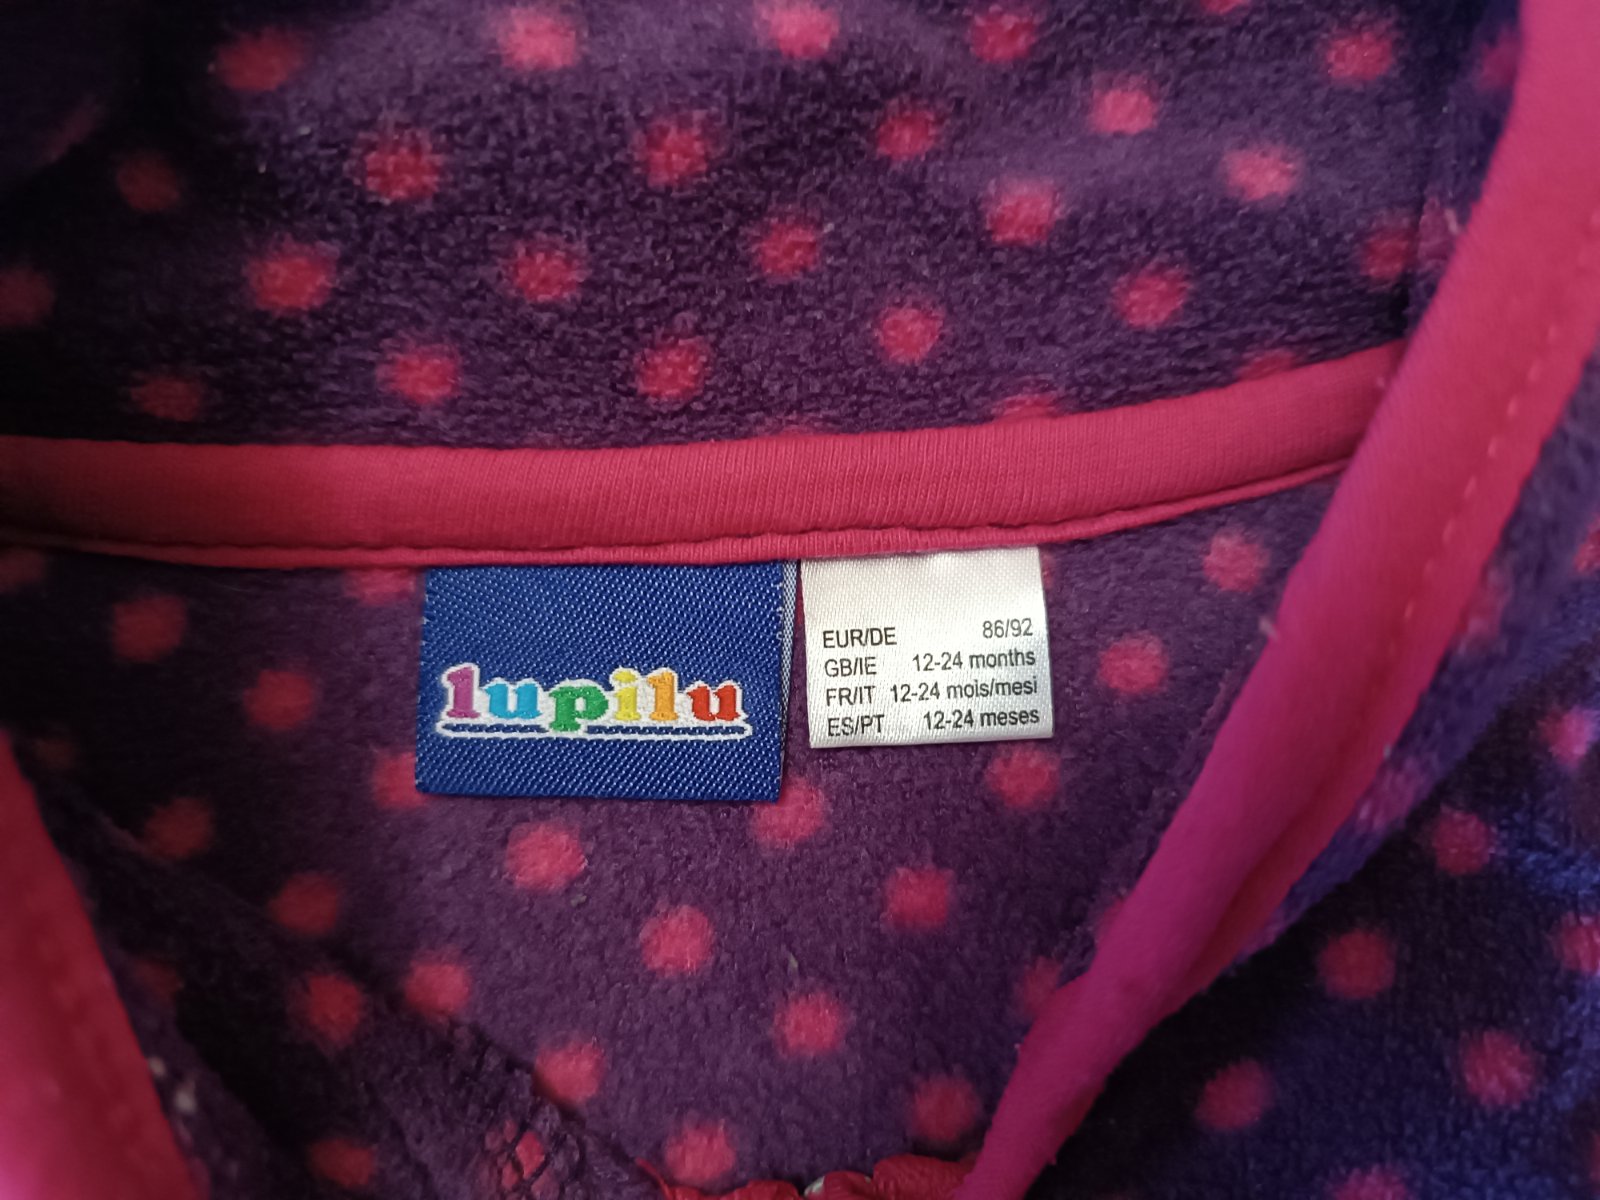 lupilu
EUR/DE 86/92
GB/IE 12-24 months
FR/IT 12-24 mois/mesi
ES/PT 12-24 meses